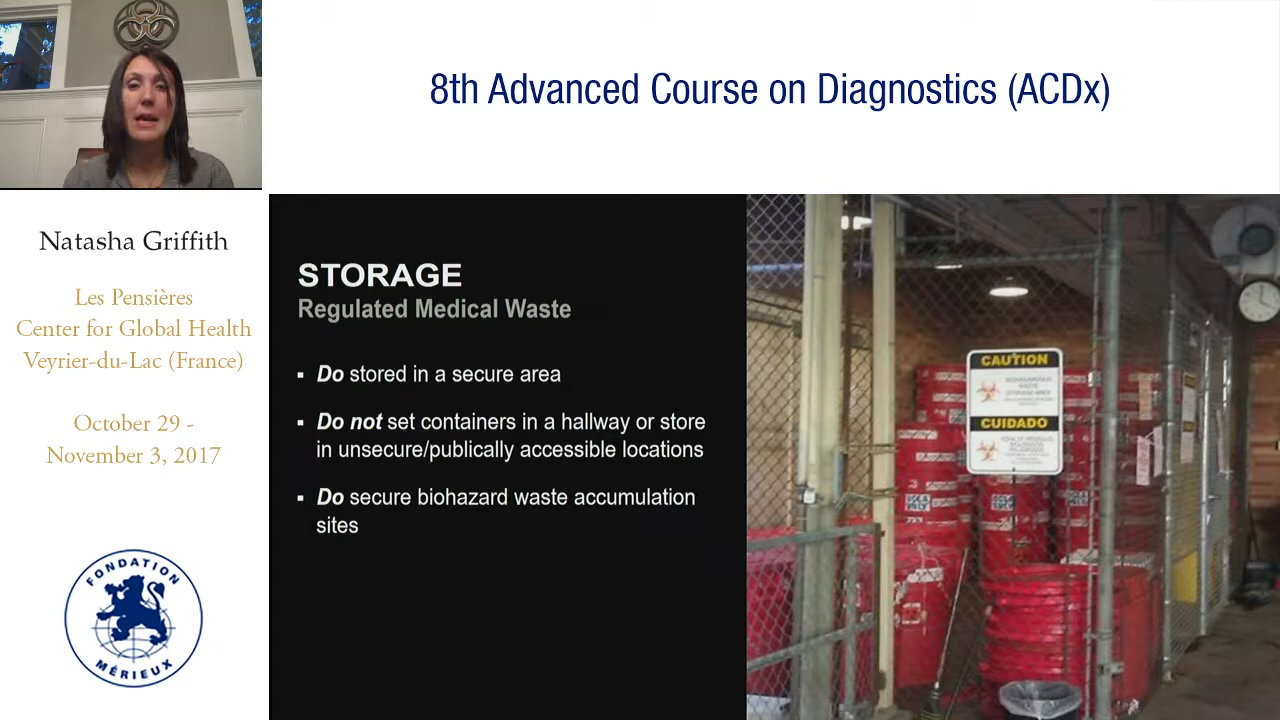 8th Advanced Course on Diagnostics (ACDx)
Natasha Griffith
Les Pensières
Center for Global Health
Veyrier-du-Lac (France)
October 29 -
November 3, 2017
FONDATION
MÉRIEUX
STORAGE
Regulated Medical Waste
▪ Do stored in a secure area
▪ Do not set containers in a hallway or store
in unsecure/publically accessible locations
▪ Do secure biohazard waste accumulation
sites
CAUTION
CUIDADO